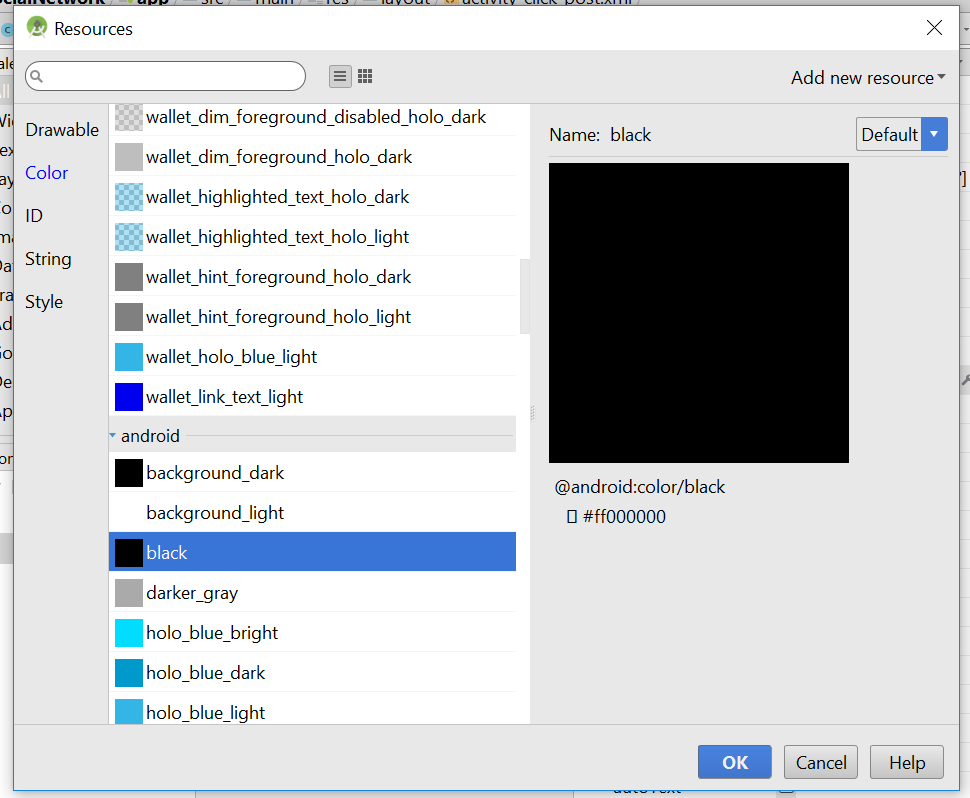 Resources
Add new resource
Drawable
Color
ID
String
Style
wallet_dim_foreground_disabled_holo_dark
wallet_dim_foreground_holo_dark
wallet_highlighted_text_holo_dark
wallet_highlighted_text_holo_light
wallet_hint_foreground_holo_dark
wallet_hint_foreground_holo_light
wallet_holo_blue_light
wallet_link_text_light
android
background_dark
background_light
black
darker_gray
holo_blue_bright
holo_blue_dark
holo_blue_light
Name: black
Default
@android:color/black
#ff000000
OK
Cancel
Help